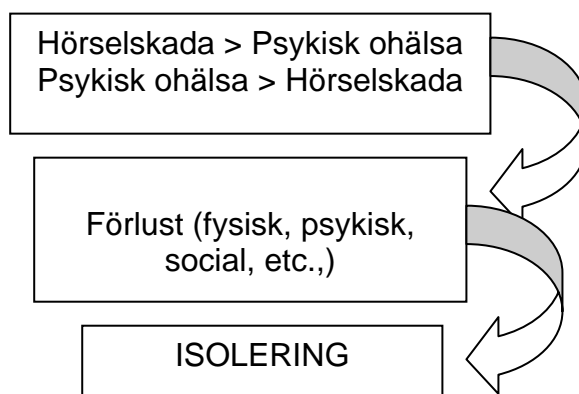 Hörselskada > Psykisk ohälsa
Psykisk ohälsa > Hörselskada
Förlust (fysisk, psykisk,
social, etc.,)
ISOLERING